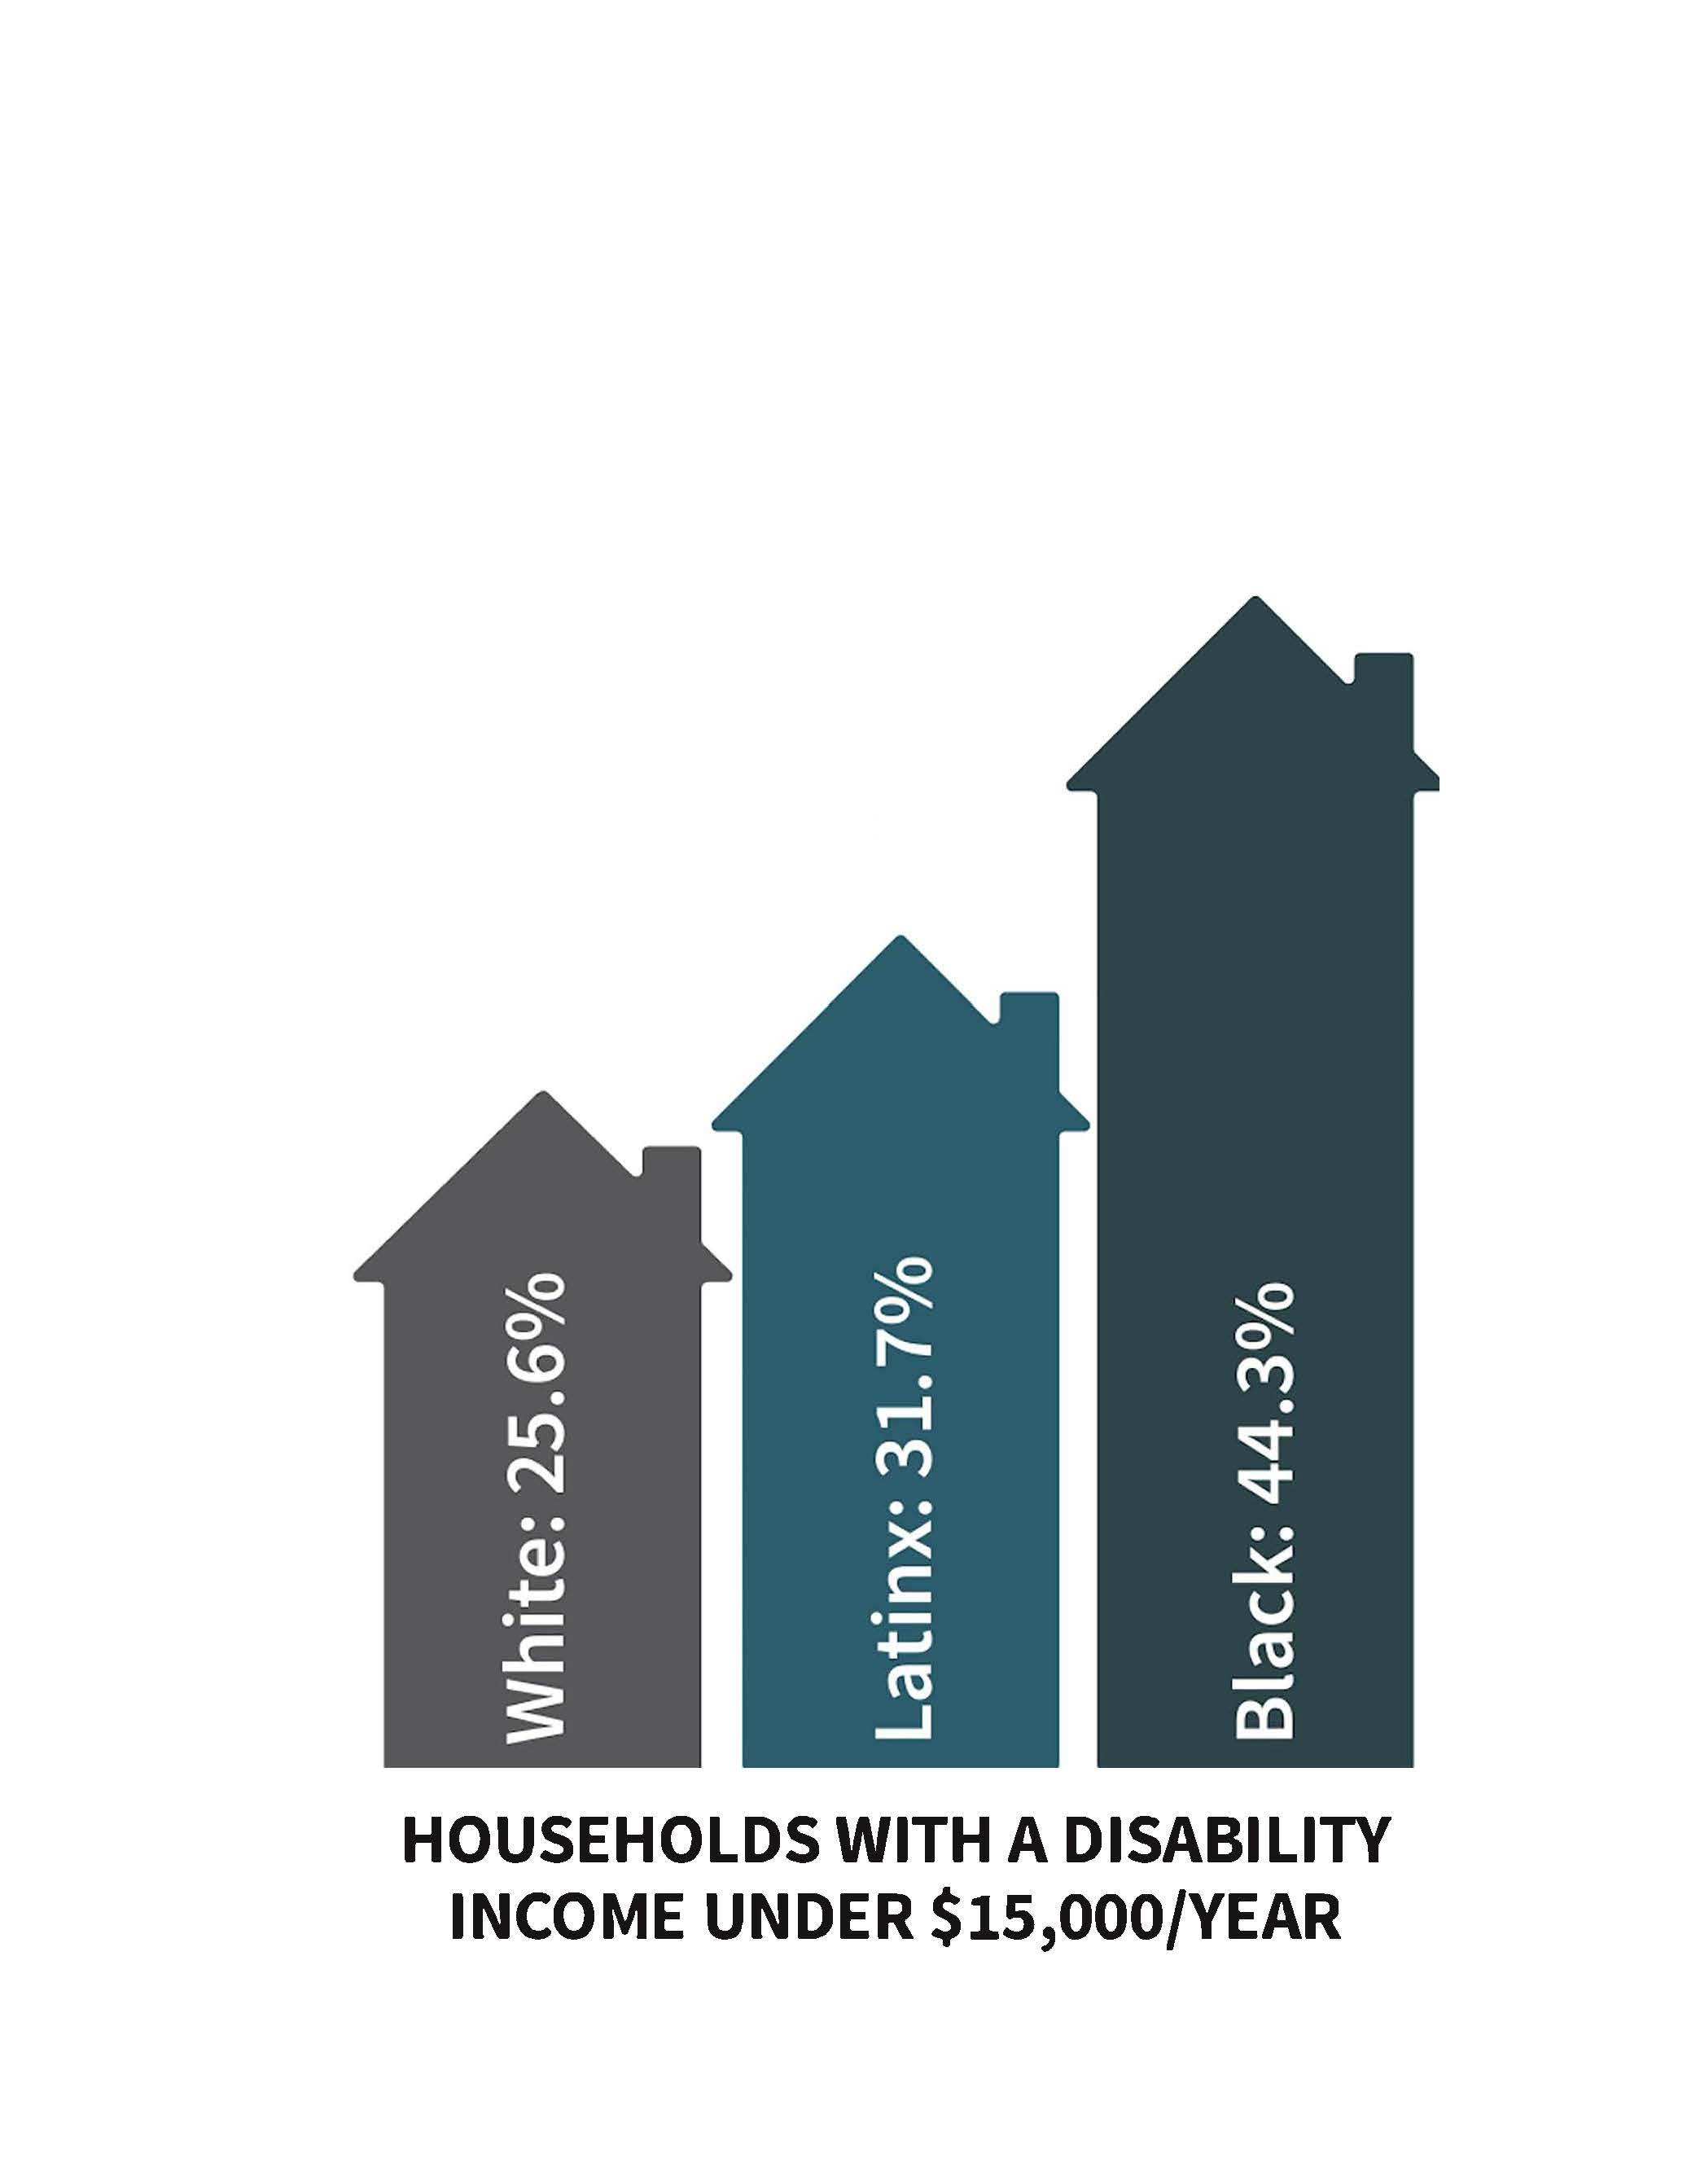 White: 25.6%
Latinx: 31.7%
Black: 44.3%
HOUSEHOLDS WITH A DISABILITY
INCOME UNDER $15,000/YEAR